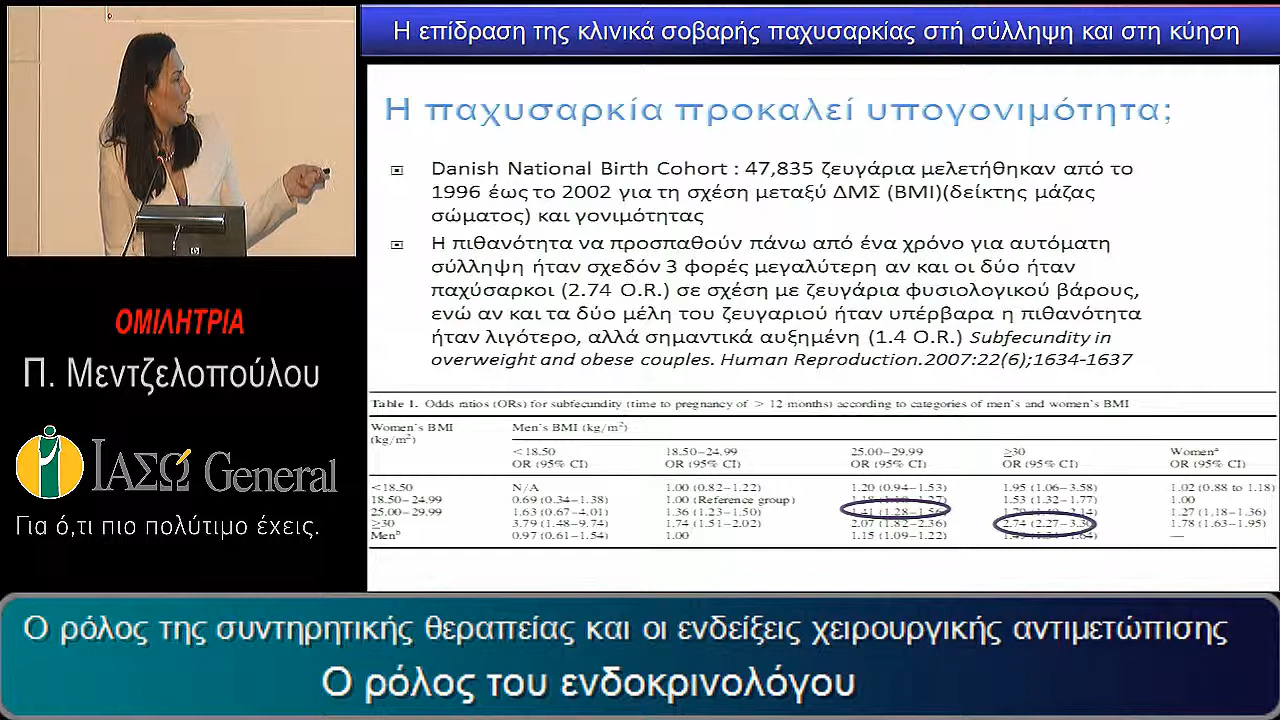 Η επίδραση της κλινικά σοβαρής παχυσαρκίας στή σύλληψη και στη κύηση
Η παχυσαρκία προκαλεί υπογονιμότητα;
Danish National Birth Cohort : 47,835 ζευγάρια μελετήθηκαν από το
1996 έως το 2002 για τη σχέση μεταξύ ΔΜΣ (BMI)(δείκτης μάζας
σώματος) και γονιμότητας
Η πιθανότητα να προσπαθούν πάνω από ένα χρόνο για αυτόματη
σύλληψη ήταν σχεδόν 3 φορές μεγαλύτερη αν και οι δύο ήταν
παχύσαρκοι (2.74 O.R.) σε σχέση με ζευγάρια φυσιολογικού βάρους,
ενώ αν και τα δύο μέλη του ζευγαριού ήταν υπέρβαρα η πιθανότητα
ήταν λιγότερο, αλλά σημαντικά αυξημένη (1.4 O.R.) Subfecundity in
overweight and obese couples. Human Reproduction.2007:22(6);1634-1637
Table 1. Odds ratios (ORs) for subfecundity (time to pregnancy of > 12 months) according to categories of men's and women's BMI
Women's BMI (kg/m²) Men's BMI (kg/m²)
<18.50 18.50–24.99 25.00–29.99 ≥30 Womenᵃ
OR (95% CI) OR (95% CI) OR (95% CI) OR (95% CI) OR (95% CI)
<18.50 N/A 1.00 (0.82–1.22) 1.20 (0.94–1.53) 1.95 (1.06–3.58) 1.02 (0.88 to 1.18)
18.50–24.99 0.69 (0.34–1.38) 1.00 (Reference group) 1.53 (1.32–1.77) 1.00
25.00–29.99 1.63 (0.67–4.01) 1.36 (1.23–1.50) 1.41 (1.28–1.56) 1.27 (1.18–1.36)
≥30 3.79 (1.48–9.74) 1.74 (1.51–2.02) 2.07 (1.82–2.36) 2.74 (2.27–3.30) 1.78 (1.63–1.95)
Menᵇ 0.97 (0.61–1.54) 1.00 1.15 (1.09–1.22) —
ΟΜΙΛΗΤΡΙΑ
Π. Μεντζελοπούλου
ΙΑΣΩ General
Για ό,τι πιο πολύτιμο έχεις.
hp
Ο ρόλος της συντηρητικής θεραπείας και οι ενδείξεις χειρουργικής αντιμετώπισης
Ο ρόλος του ενδοκρινολόγου